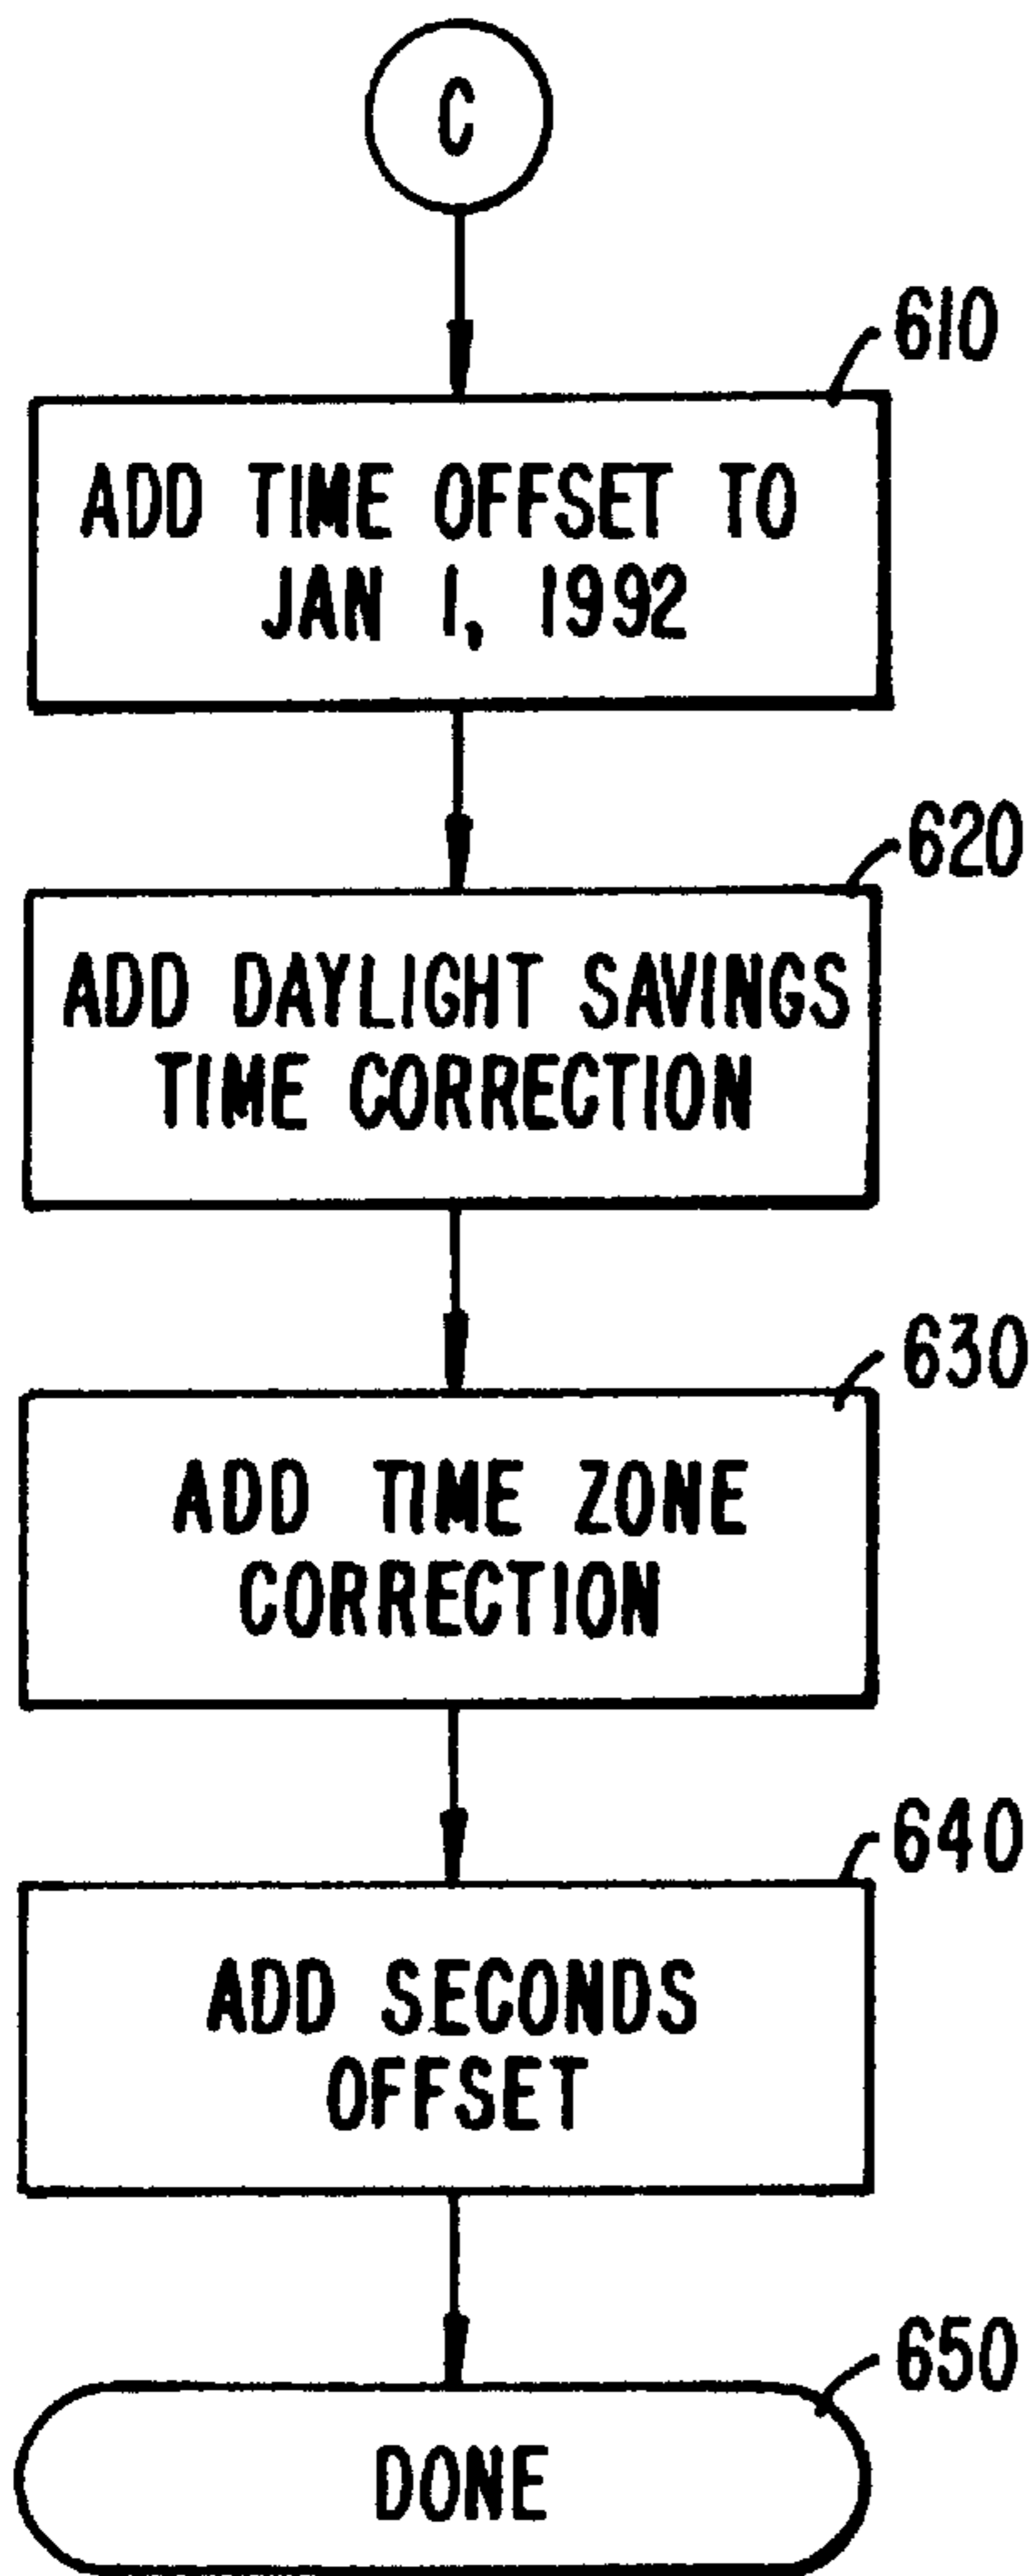 C
610
ADD TIME OFFSET TO
JAN 1, 1992
620
ADD DAYLIGHT SAVINGS
TIME CORRECTION
630
ADD TIME ZONE
CORRECTION
640
ADD SECONDS
OFFSET
650
DONE